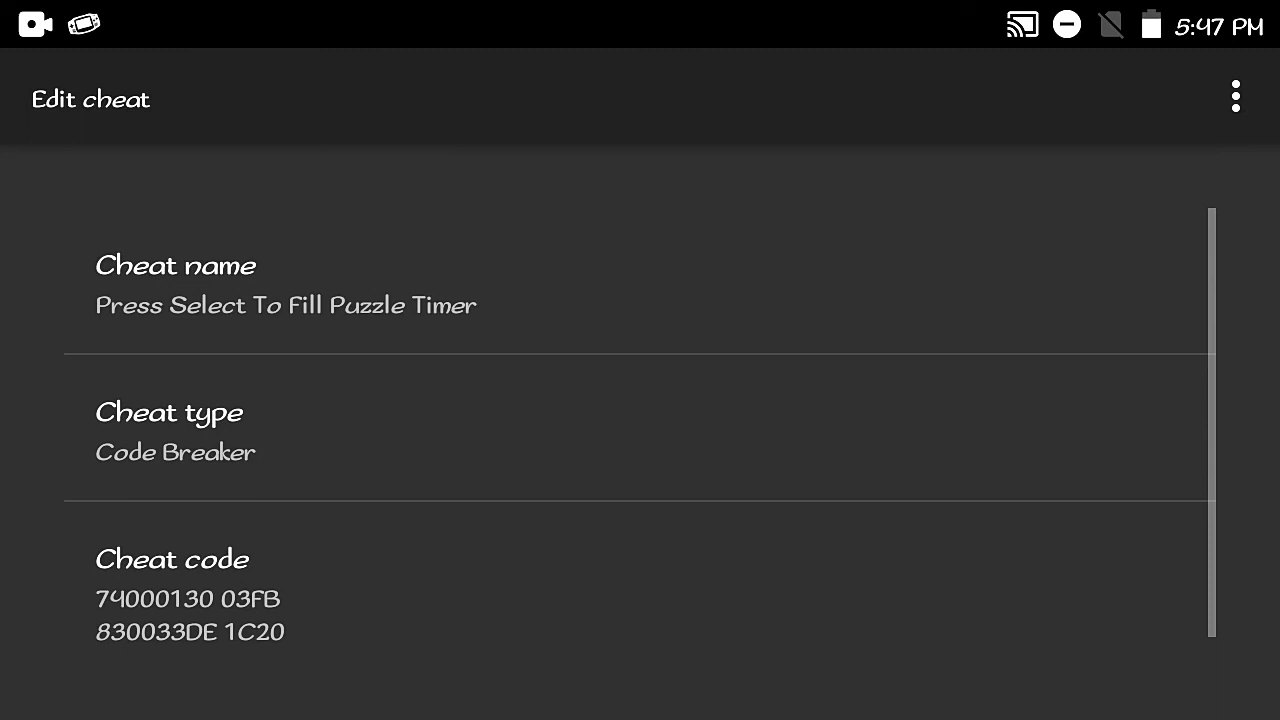 5:47 PM
Edit cheat
Cheat name
Press Select To Fill Puzzle Timer
Cheat type
Code Breaker
Cheat code
74000130 03FB
830033DE 1C20